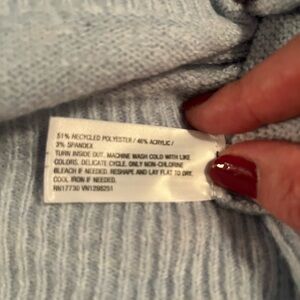 51% RECYCLED POLYESTER / 46% ACRYLIC /
3% SPANDEX
TURN INSIDE OUT. MACHINE WASH COLD WITH LIKE
COLORS. DELICATE CYCLE. ONLY NON-CHLORINE
BLEACH IF NEEDED. RESHAPE AND LAY FLAT TO DRY.
COOL IRON IF NEEDED.
RN17730 VN1298251